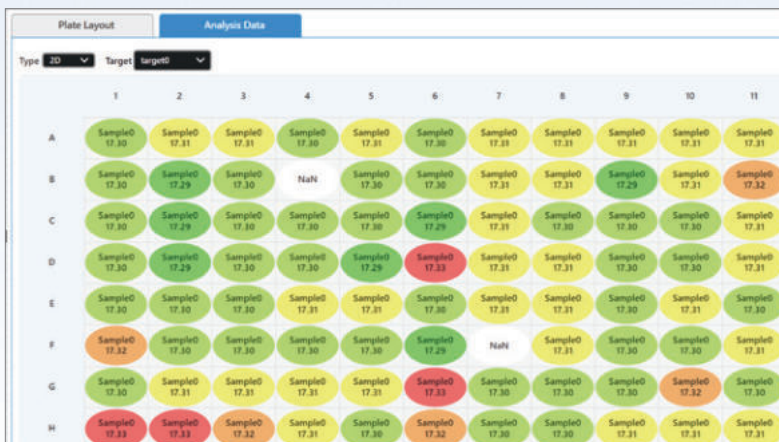 Plate Layout Analysis Data
Type 2D Target target0
1 2 3 4 5 6 7 8 9 10 11
A Sample0 Sample0 Sample0 Sample0 Sample0 Sample0 Sample0 Sample0 Sample0 Sample0 Sample0
17.30 17.31 17.31 17.30 17.31 17.30 17.31 17.31 17.31 17.31 17.31
B Sample0 Sample0 Sample0 NaN Sample0 Sample0 Sample0 Sample0 Sample0 Sample0 Sample0
17.30 17.29 17.30 17.30 17.30 17.31 17.31 17.29 17.31 17.32
C Sample0 Sample0 Sample0 Sample0 Sample0 Sample0 Sample0 Sample0 Sample0 Sample0 Sample0
17.30 17.29 17.30 17.30 17.30 17.29 17.31 17.30 17.30 17.30 17.31
D Sample0 Sample0 Sample0 Sample0 Sample0 Sample0 Sample0 Sample0 Sample0 Sample0 Sample0
17.30 17.29 17.30 17.30 17.29 17.33 17.31 17.31 17.30 17.30 17.31
E Sample0 Sample0 Sample0 Sample0 Sample0 Sample0 Sample0 Sample0 Sample0 Sample0 Sample0
17.30 17.30 17.30 17.31 17.31 17.30 17.31 17.31 17.30 17.31 17.30
F Sample0 Sample0 Sample0 Sample0 Sample0 Sample0 NaN Sample0 Sample0 Sample0 Sample0
17.32 17.30 17.30 17.30 17.30 17.29 17.31 17.30 17.30 17.31
G Sample0 Sample0 Sample0 Sample0 Sample0 Sample0 Sample0 Sample0 Sample0 Sample0 Sample0
17.30 17.31 17.31 17.31 17.31 17.33 17.30 17.30 17.30 17.32 17.30
H Sample0 Sample0 Sample0 Sample0 Sample0 Sample0 Sample0 Sample0 Sample0 Sample0 Sample0
17.33 17.33 17.32 17.31 17.30 17.32 17.30 17.30 17.31 17.31 17.31